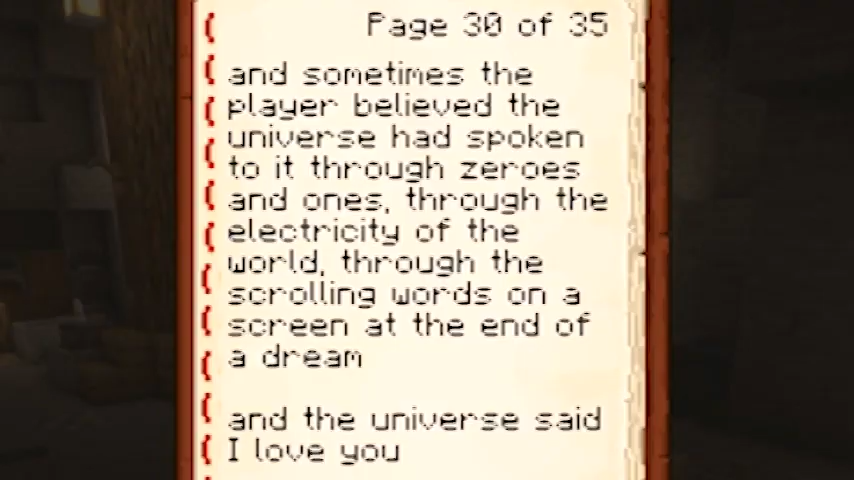 Page 30 of 35
and sometimes the
player believed the
universe had spoken
to it through zeroes
and ones, through the
electricity of the
world, through the
scrolling words on a
screen at the end of
a dream
and the universe said
I love you